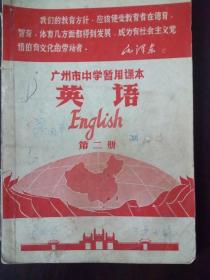 我们的教育方针，应该使受教育者在德育、
智育、体育几方面都得到发展，成为有社会主义觉
悟的有文化的劳动者。
毛泽东
广州市中学暂用课本
英语
English
第二册